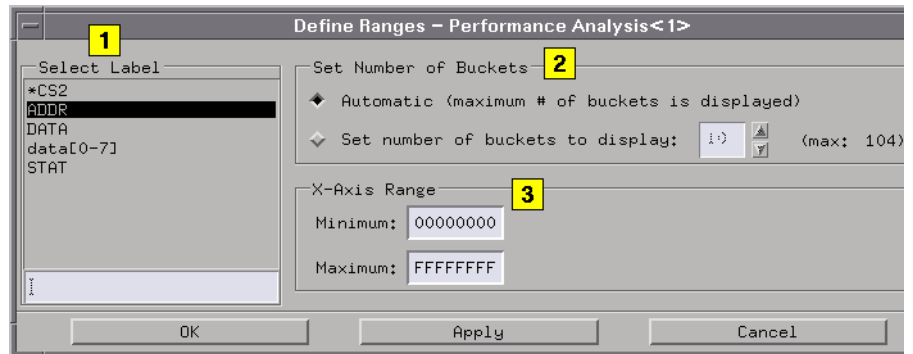 Define Ranges – Performance Analysis<1>
1
Select Label
*CS2
ADDR
DATA
data[0-7]
STAT
Set Number of Buckets 2
Automatic (maximum # of buckets is displayed)
Set number of buckets to display: (max: 104)
X-Axis Range 3
Minimum: 00000000
Maximum: FFFFFFFF
OK Apply Cancel